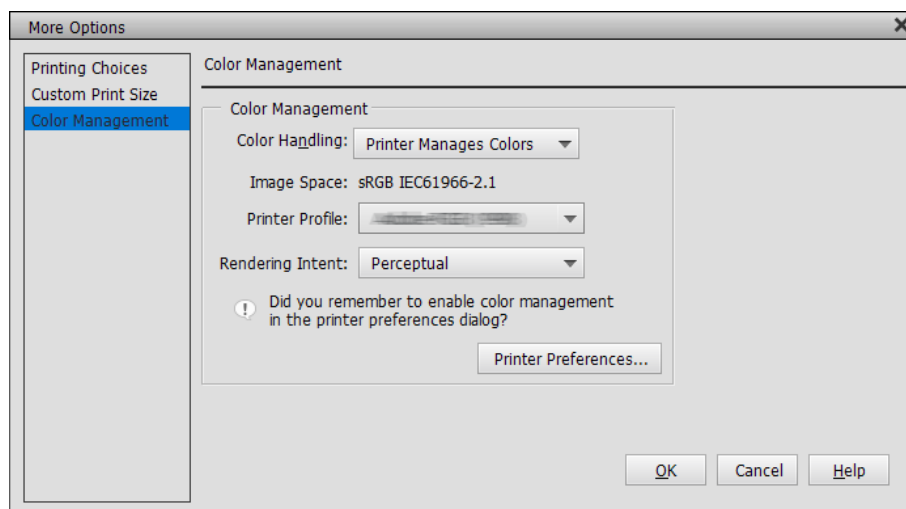 More Options
Printing Choices
Custom Print Size
Color Management
Color Management
Color Management
Color Handling: Printer Manages Colors
Image Space: sRGB IEC61966-2.1
Printer Profile:
Rendering Intent: Perceptual
! Did you remember to enable color management
in the printer preferences dialog?
Printer Preferences...
OK Cancel Help